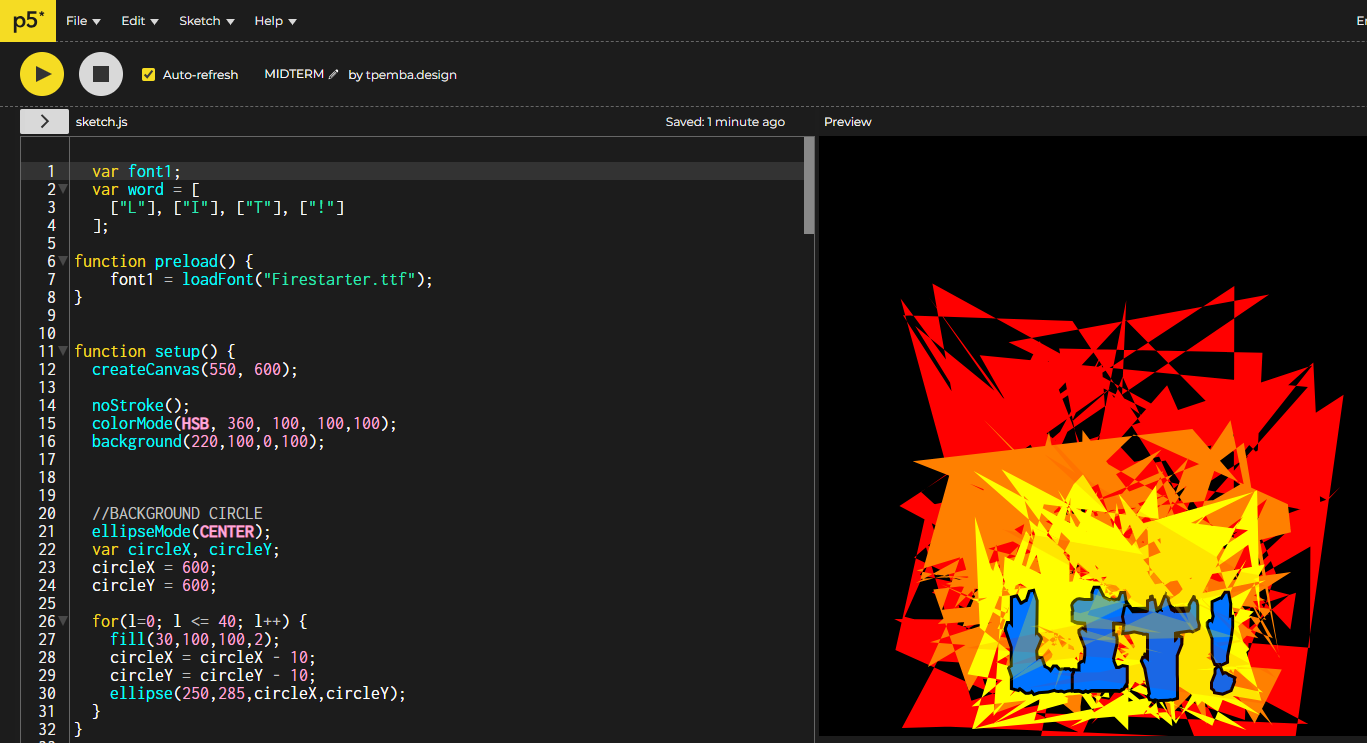 p5*
File Edit Sketch Help
Auto-refresh MIDTERM by tpemba.design
> sketch.js Saved: 1 minute ago Preview
1 var font1;
2 var word = [
3 ["L"], ["I"], ["T"], ["!"]
4 ];
5
6 function preload() {
7 font1 = loadFont("Firestarter.ttf");
8 }
9
10
11 function setup() {
12 createCanvas(550, 600);
13
14 noStroke();
15 colorMode(HSB, 360, 100, 100,100);
16 background(220,100,0,100);
17
18
19
20 //BACKGROUND CIRCLE
21 ellipseMode(CENTER);
22 var circleX, circleY;
23 circleX = 600;
24 circleY = 600;
25
26 for(l=0; l <= 40; l++) {
27 fill(30,100,100,2);
28 circleX = circleX - 10;
29 circleY = circleY - 10;
30 ellipse(250,285,circleX,circleY);
31 }
32 }
LIT!